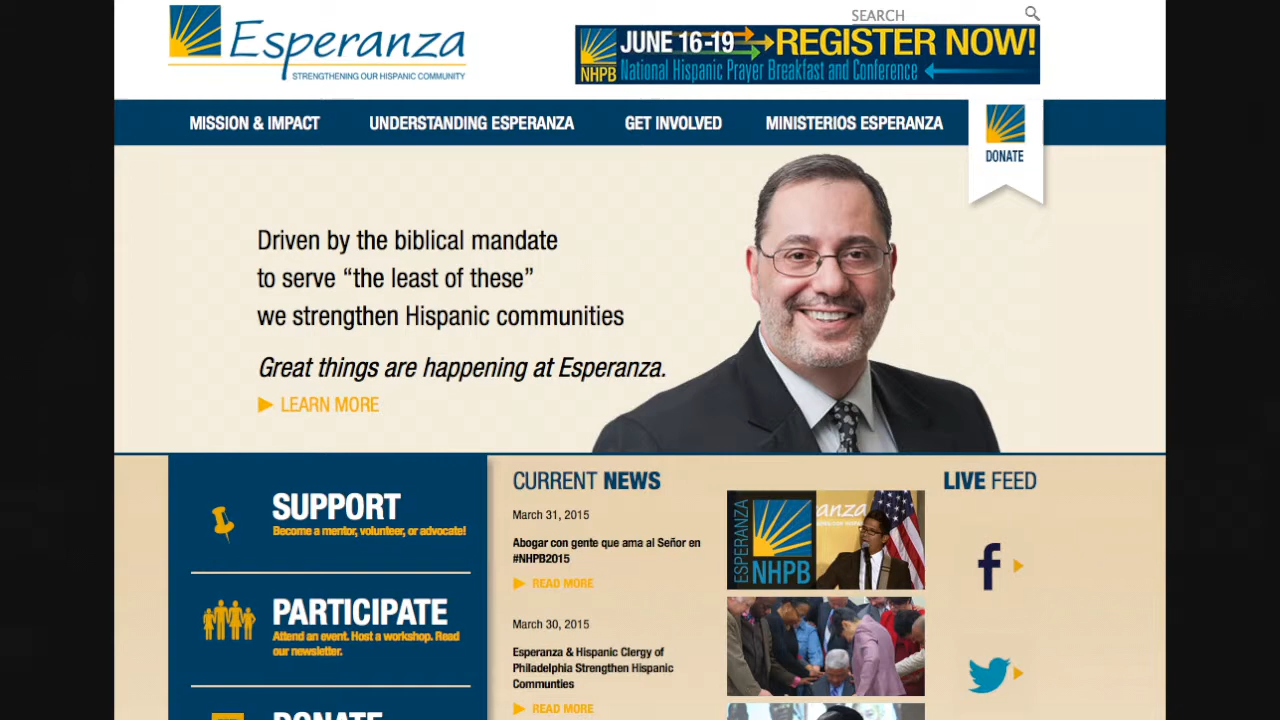 SEARCH
Esperanza
STRENGTHENING OUR HISPANIC COMMUNITY
NHPB
JUNE 16-19
REGISTER NOW!
National Hispanic Prayer Breakfast and Conference
MISSION & IMPACT
UNDERSTANDING ESPERANZA
GET INVOLVED
MINISTERIOS ESPERANZA
DONATE
Driven by the biblical mandate
to serve “the least of these”
we strengthen Hispanic communities
Great things are happening at Esperanza.
LEARN MORE
SUPPORT
Become a mentor, volunteer, or advocate!
PARTICIPATE
Attend an event. Host a workshop. Read
our newsletter.
DONATE
CURRENT NEWS
March 31, 2015
Abogar con gente que ama al Señor en
#NHPB2015
READ MORE
March 30, 2015
Esperanza & Hispanic Clergy of
Philadelphia Strengthen Hispanic
Communties
READ MORE
ESPERANZA
NHPB
anza
LIVE FEED